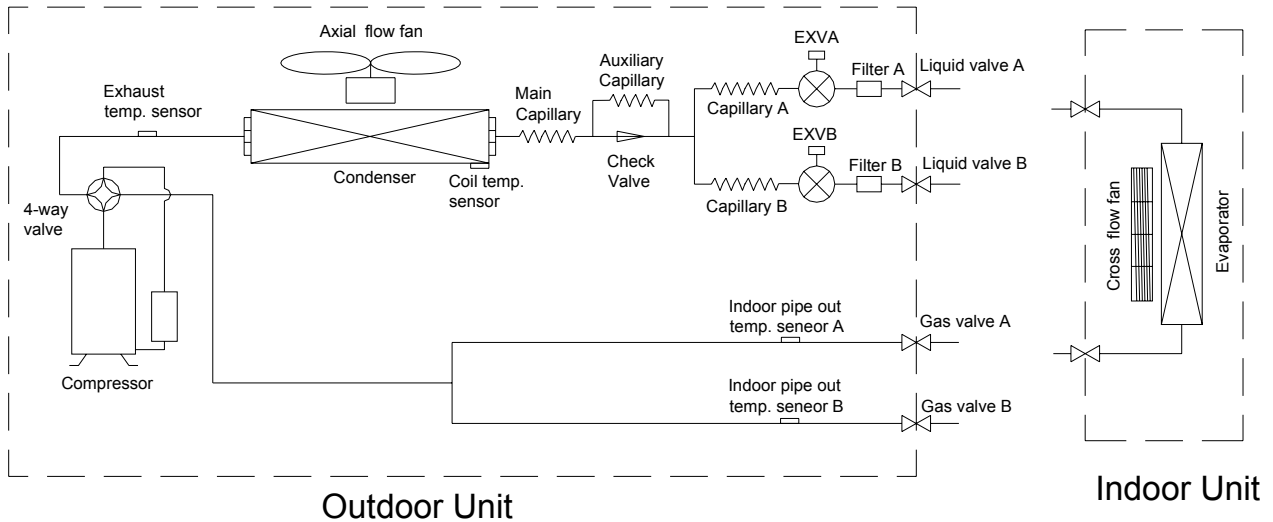 Axial flow fan
Exhaust
temp. sensor
Condenser
Coil temp.
sensor
Main
Capillary
Auxiliary
Capillary
Check
Valve
EXVA
Capillary A
Filter A
Liquid valve A
EXVB
Capillary B
Filter B
Liquid valve B
4-way
valve
Compressor
Indoor pipe out
temp. seneor A
Gas valve A
Indoor pipe out
temp. seneor B
Gas valve B
Outdoor Unit
Cross flow fan
Evaporator
Indoor Unit